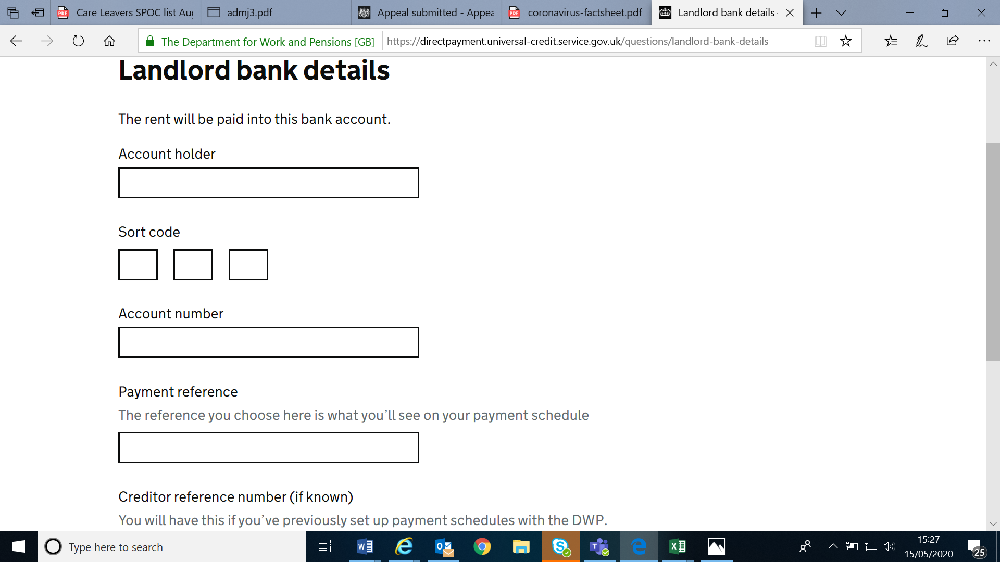 Care Leavers SPOC list Aug
admj3.pdf
Appeal submitted - Appea
coronavirus-factsheet.pdf
Landlord bank details
The Department for Work and Pensions [GB]
https://directpayment.universal-credit.service.gov.uk/questions/landlord-bank-details
Landlord bank details
The rent will be paid into this bank account.
Account holder
Sort code
Account number
Payment reference
The reference you choose here is what you’ll see on your payment schedule
Creditor reference number (if known)
You will have this if you’ve previously set up payment schedules with the DWP.
Type here to search
15:27
15/05/2020
25